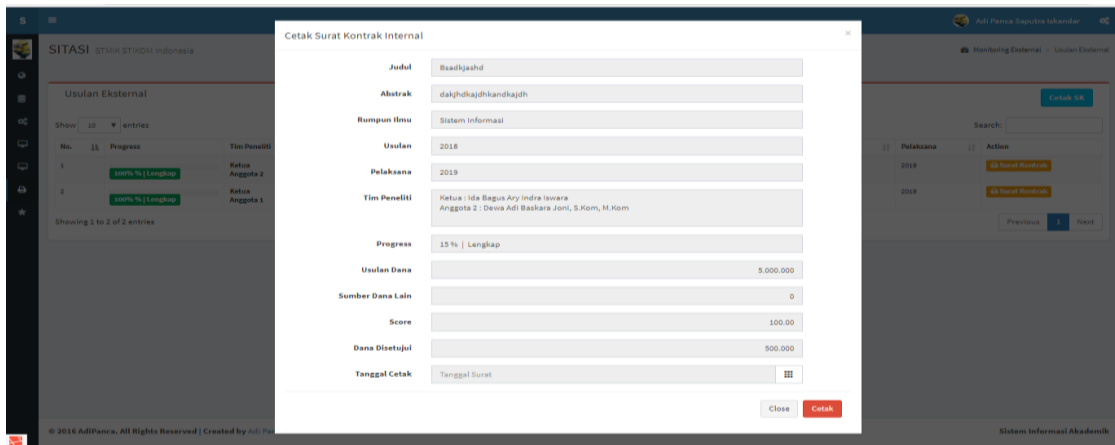 S
Adi Panca Saputra Iskandar
SITASI STMIK STIKOM Indonesia
Monitoring Eksternal > Usulan Eksternal
Usulan Eksternal
Cetak SK
Show 10 entries
Search:
No. Progress Tim Peneliti Pelaksana Action
1 100% % | Lengkap Ketua Anggota 2 2019 Surat Kontrak
2 100% % | Lengkap Ketua Anggota 1 2019 Surat Kontrak
Showing 1 to 2 of 2 entries
Previous 1 Next
Cetak Surat Kontrak Internal ×
Judul Bsadkjashd
Abstrak dakjhdkajdhkandkajdh
Rumpun Ilmu Sistem Informasi
Usulan 2018
Pelaksana 2019
Tim Peneliti Ketua : Ida Bagus Ary Indra Iswara
Anggota 2 : Dewa Adi Baskara Joni, S.Kom, M.Kom
Progress 15 % | Lengkap
Usulan Dana 5.000.000
Sumber Dana Lain 0
Score 100.00
Dana Disetujui 500.000
Tanggal Cetak Tanggal Surat
Close Cetak
© 2016 AdiPanca. All Rights Reserved | Created by Adi
Sistem Informasi Akademik